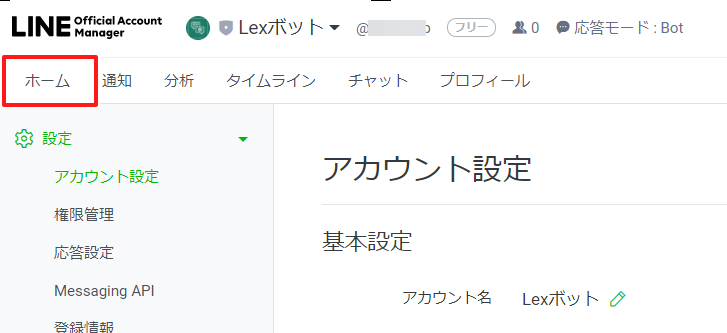 LINE Official Account Manager
Lexボット @ b フリー 0 応答モード : Bot
ホーム 通知 分析 タイムライン チャット プロフィール
設定
アカウント設定
権限管理
応答設定
Messaging API
登録情報
アカウント設定
基本設定
アカウント名 Lexボット